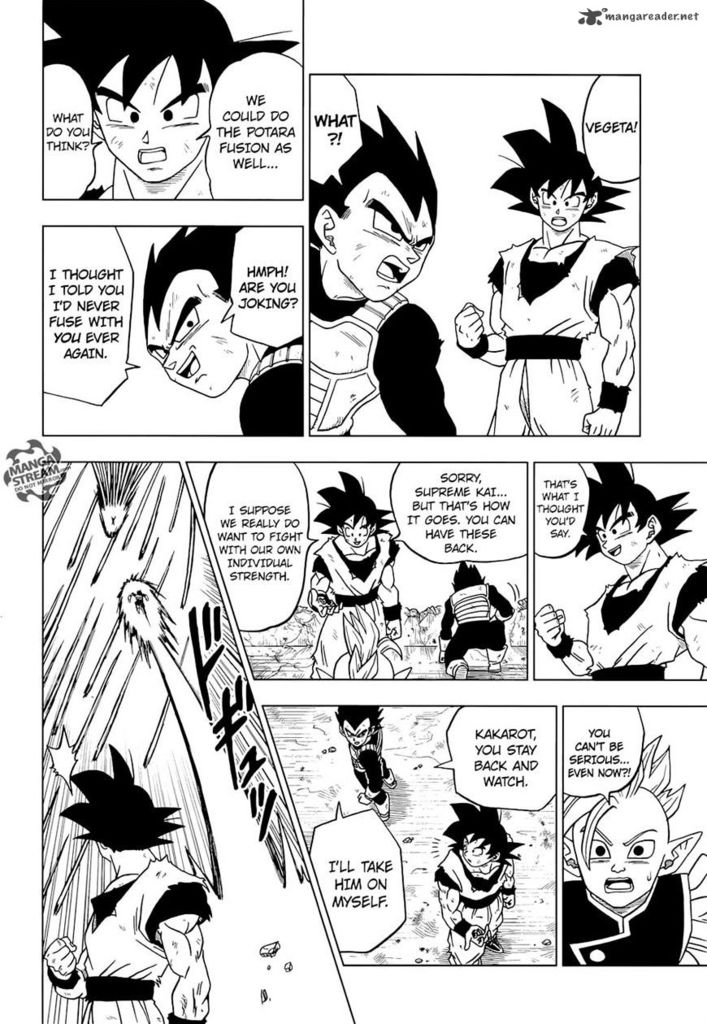 mangareader.net
VEGETA!
WHAT
?!
WE
COULD DO
THE POTARA
FUSION AS
WELL...
WHAT
DO YOU
THINK?
HMPH!
ARE YOU
JOKING?
I THOUGHT
I TOLD YOU
I'D NEVER
FUSE WITH
YOU EVER
AGAIN.
THAT'S
WHAT I
THOUGHT
YOU'D
SAY.
SORRY,
SUPREME KAI...
BUT THAT'S HOW
IT GOES. YOU CAN
HAVE THESE
BACK.
I SUPPOSE
WE REALLY DO
WANT TO FIGHT
WITH OUR OWN
INDIVIDUAL
STRENGTH.
YOU
CAN'T BE
SERIOUS...
EVEN NOW?!
KAKAROT,
YOU STAY
BACK AND
WATCH.
I'LL TAKE
HIM ON
MYSELF.
ドギュッ
MANGA
STREAM
DO NOT MIRROR